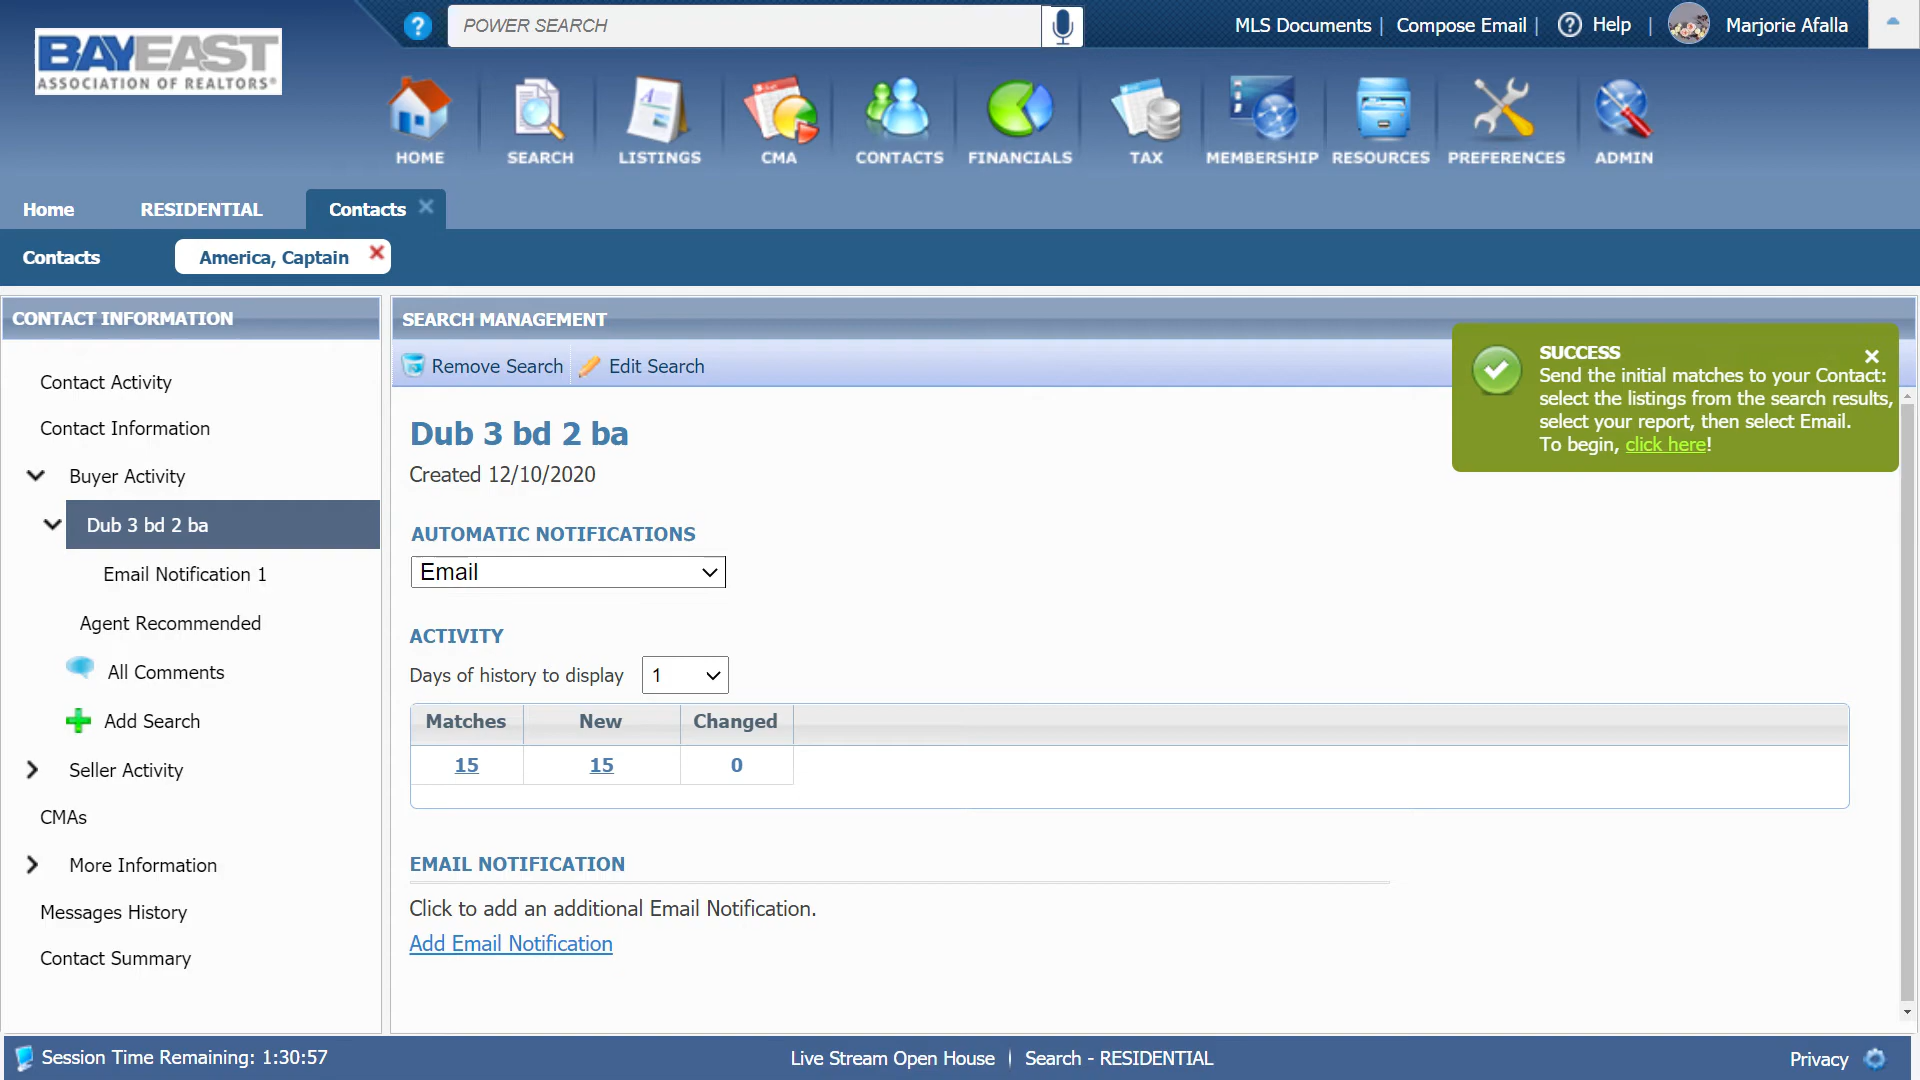 BAYEAST
ASSOCIATION OF REALTORS®
?
POWER SEARCH
MLS Documents | Compose Email | ? Help | Marjorie Afalla
HOME SEARCH LISTINGS CMA CONTACTS FINANCIALS TAX MEMBERSHIP RESOURCES PREFERENCES ADMIN
Home RESIDENTIAL Contacts
Contacts America, Captain
CONTACT INFORMATION
Contact Activity
Contact Information
Buyer Activity
Dub 3 bd 2 ba
Email Notification 1
Agent Recommended
All Comments
Add Search
Seller Activity
CMAs
More Information
Messages History
Contact Summary
SEARCH MANAGEMENT
Remove Search Edit Search
SUCCESS
Send the initial matches to your Contact:
select the listings from the search results,
select your report, then select Email.
To begin, click here!
Dub 3 bd 2 ba
Created 12/10/2020
AUTOMATIC NOTIFICATIONS
Email
ACTIVITY
Days of history to display 1
Matches New Changed
15 15 0
EMAIL NOTIFICATION
Click to add an additional Email Notification.
Add Email Notification
Session Time Remaining: 1:30:57 Live Stream Open House | Search - RESIDENTIAL Privacy